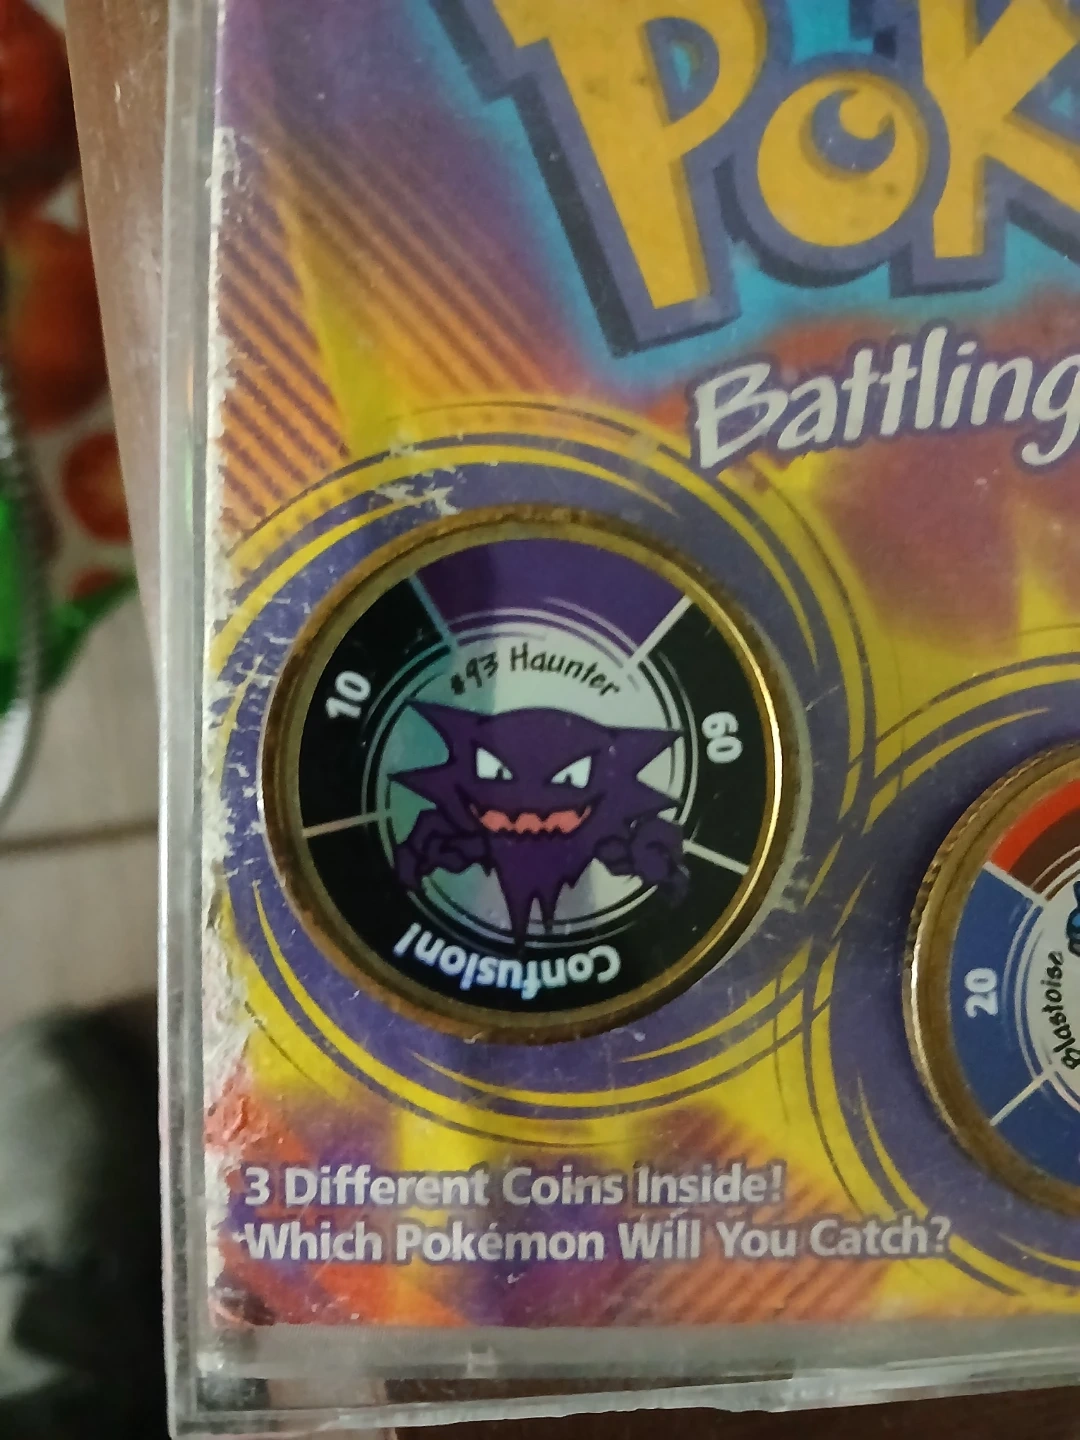 POK
Battling
#93 Haunter
10
60
Confusion!
20
Blastoise
3 Different Coins Inside!
Which Pokémon Will You Catch?